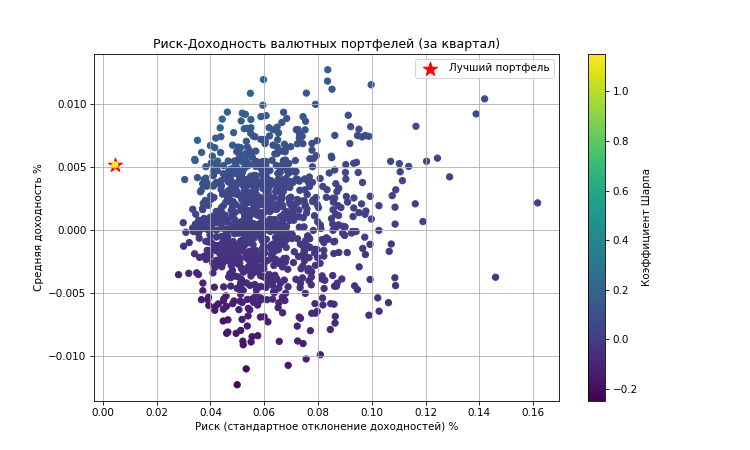 Риск-Доходность валютных портфелей (за квартал)
Лучший портфель
0.010
0.005
0.000
−0.005
−0.010
Средняя доходность %
0.00 0.02 0.04 0.06 0.08 0.10 0.12 0.14 0.16
Риск (стандартное отклонение доходностей) %
1.0
0.8
0.6
0.4
0.2
0.0
−0.2
Коэффициент Шарпа